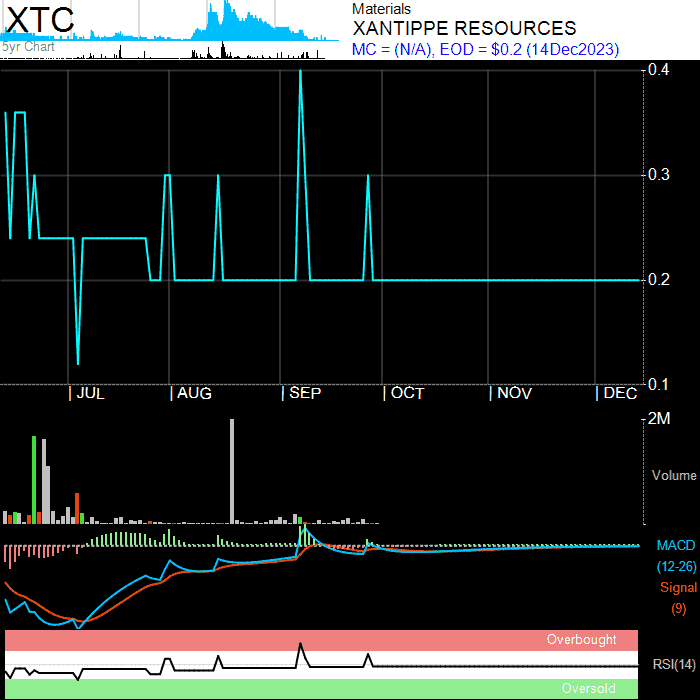 XTC
5yr Chart
Materials
XANTIPPE RESOURCES
MC = (N/A), EOD = $0.2 (14Dec2023)
0.4
0.3
0.2
0.1
JUL AUG SEP OCT NOV DEC
2M
Volume
MACD
(12-26)
Signal
(9)
Overbought
RSI(14)
Oversold